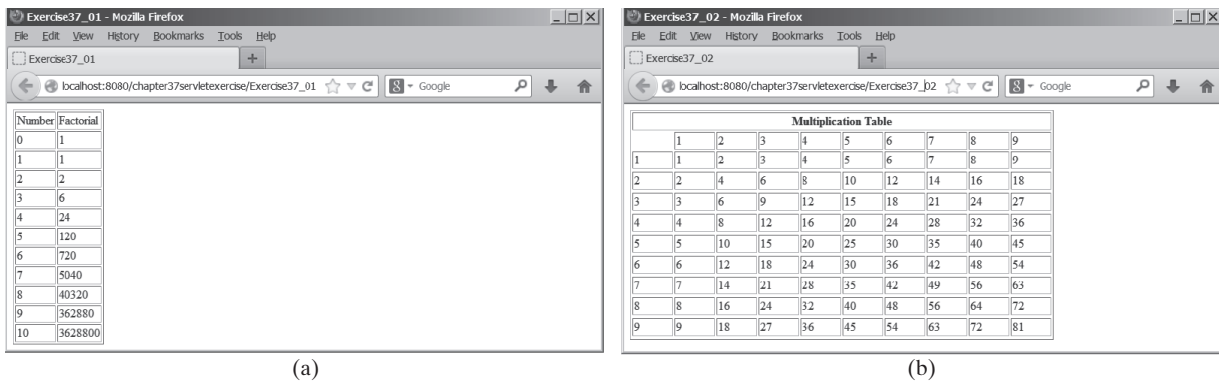 Exercise37_01 - Mozilla Firefox
File Edit View History Bookmarks Tools Help
Exercise37_01
localhost:8080/chapter37servletexercise/Exercise37_01
Google
Number Factorial
0 1
1 1
2 2
3 6
4 24
5 120
6 720
7 5040
8 40320
9 362880
10 3628800
(a)
Exercise37_02 - Mozilla Firefox
File Edit View History Bookmarks Tools Help
Exercise37_02
localhost:8080/chapter37servletexercise/Exercise37_02
Google
Multiplication Table
1 2 3 4 5 6 7 8 9
1 1 2 3 4 5 6 7 8 9
2 2 4 6 8 10 12 14 16 18
3 3 6 9 12 15 18 21 24 27
4 4 8 12 16 20 24 28 32 36
5 5 10 15 20 25 30 35 40 45
6 6 12 18 24 30 36 42 48 54
7 7 14 21 28 35 42 49 56 63
8 8 16 24 32 40 48 56 64 72
9 9 18 27 36 45 54 63 72 81
(b)